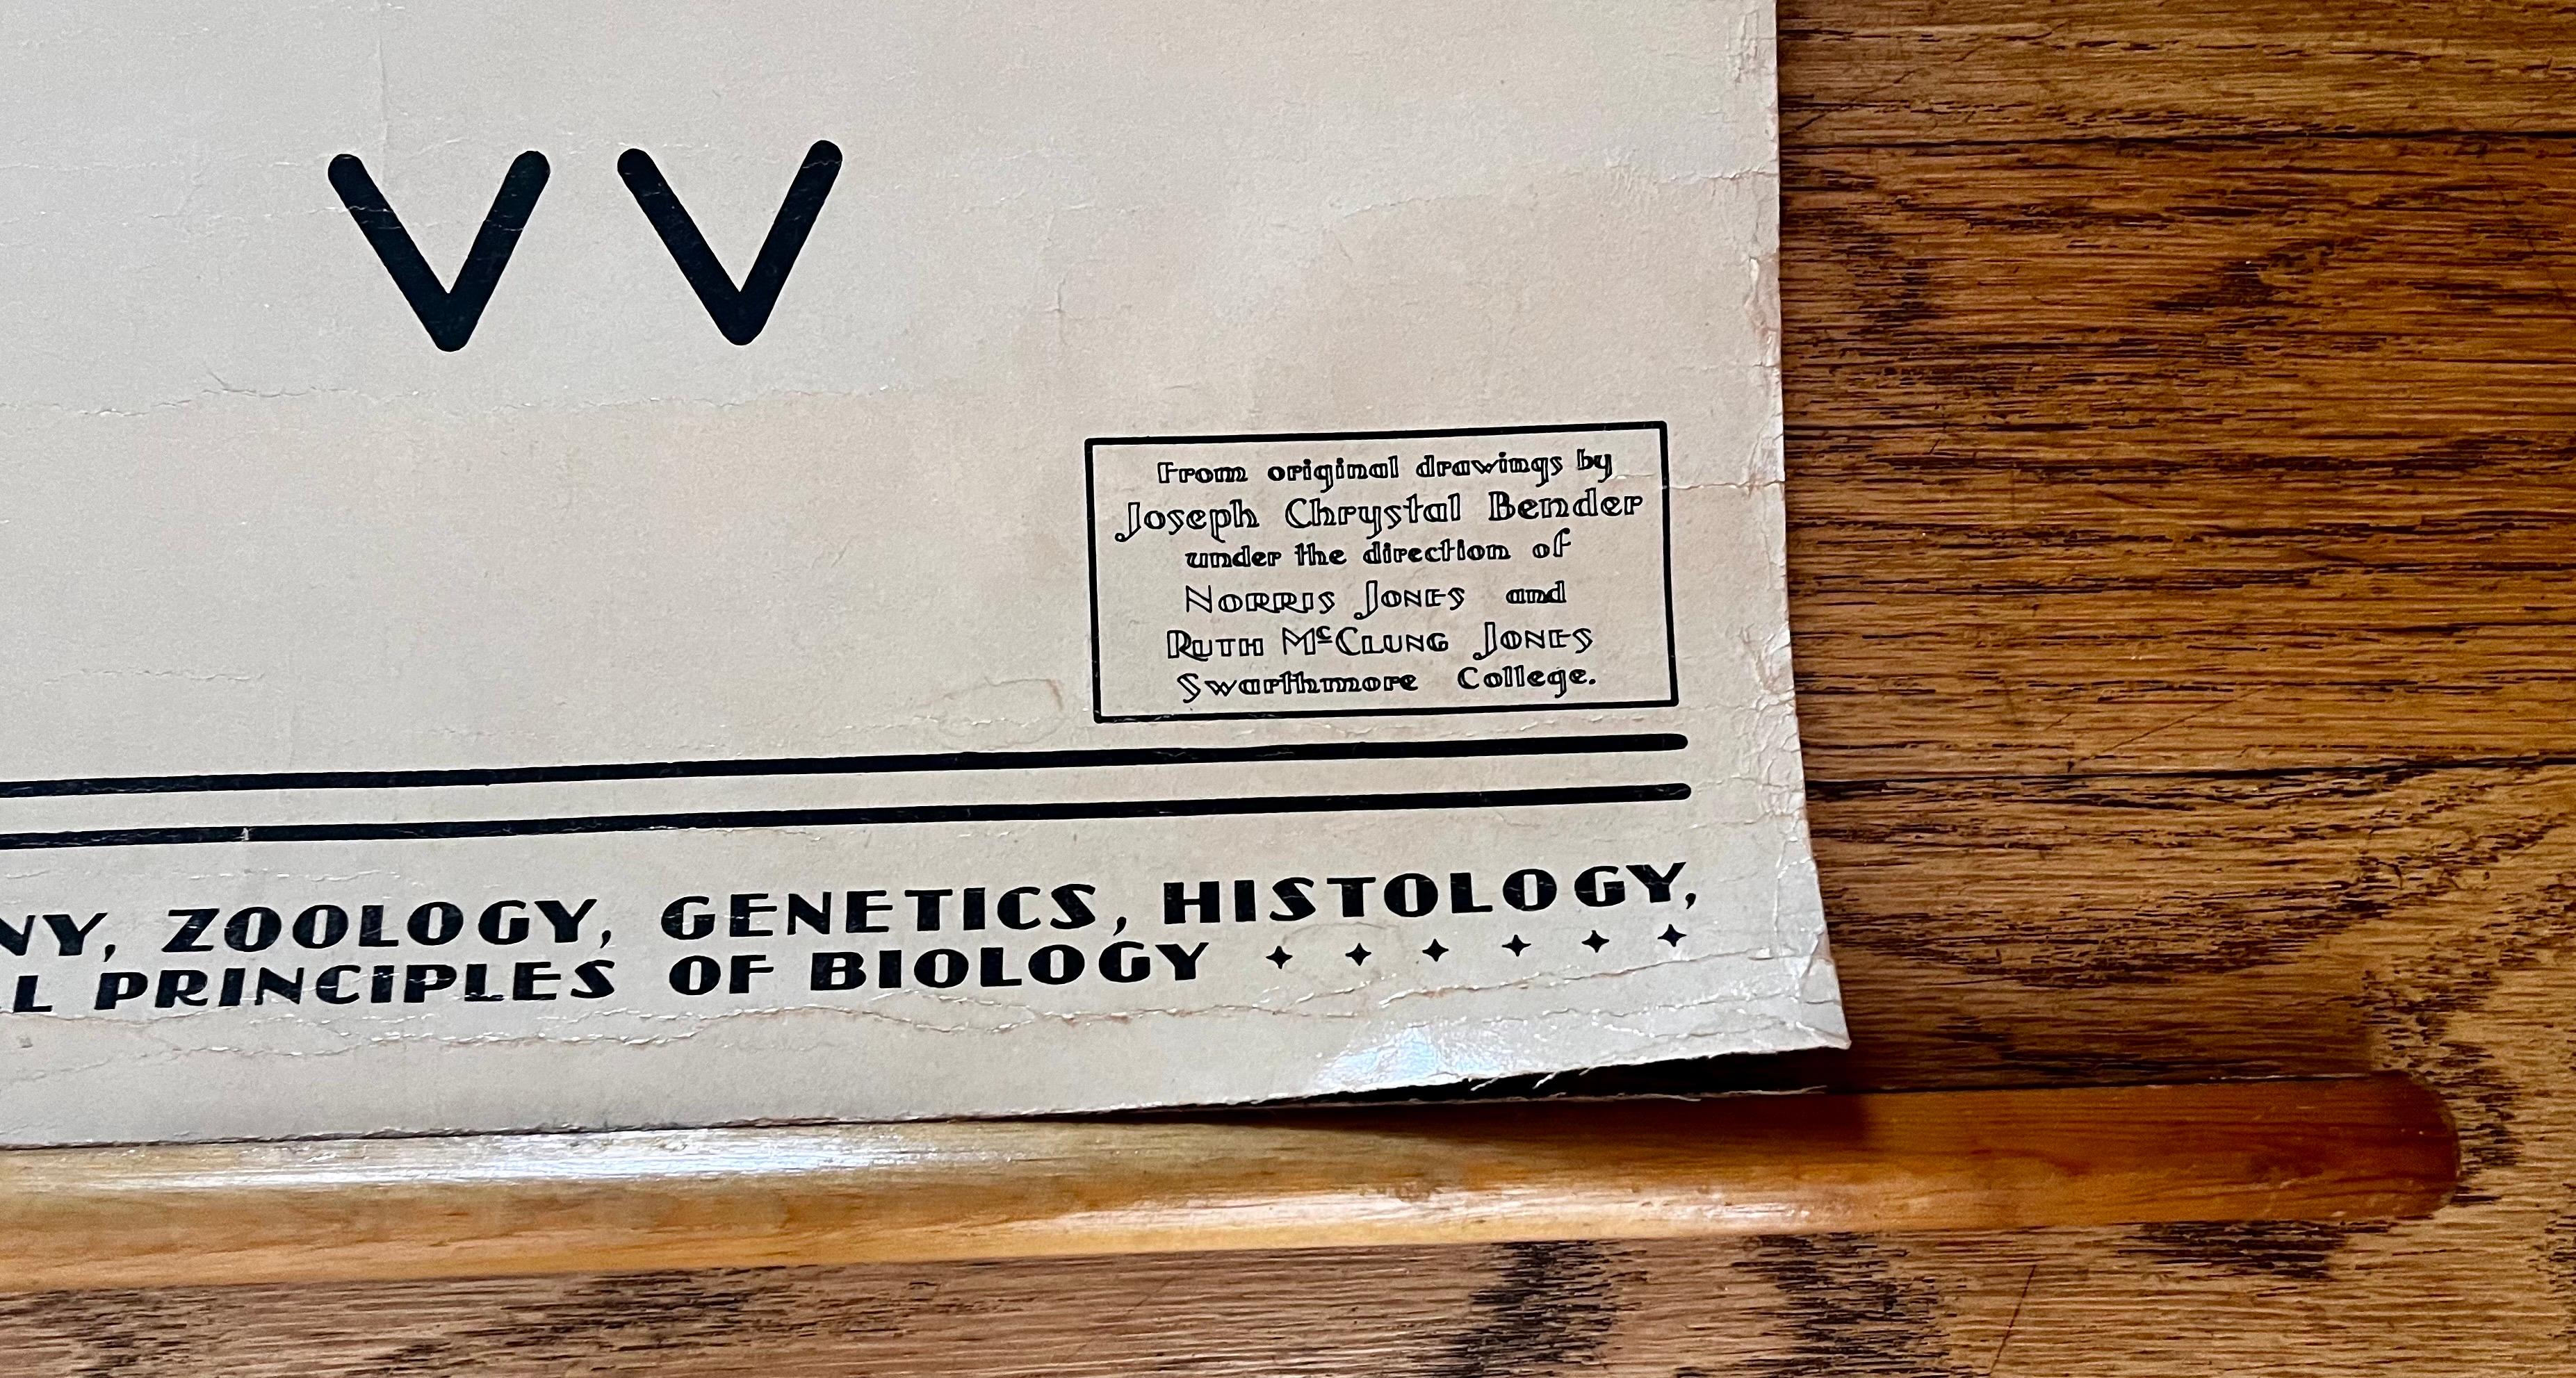 V V
From original drawings by
Joseph Chrystal Bender
under the direction of
NORRIS JONES and
RUTH McCLUNG JONES
Swarthmore College.
NY, ZOOLOGY, GENETICS, HISTOLOGY,
L PRINCIPLES OF BIOLOGY